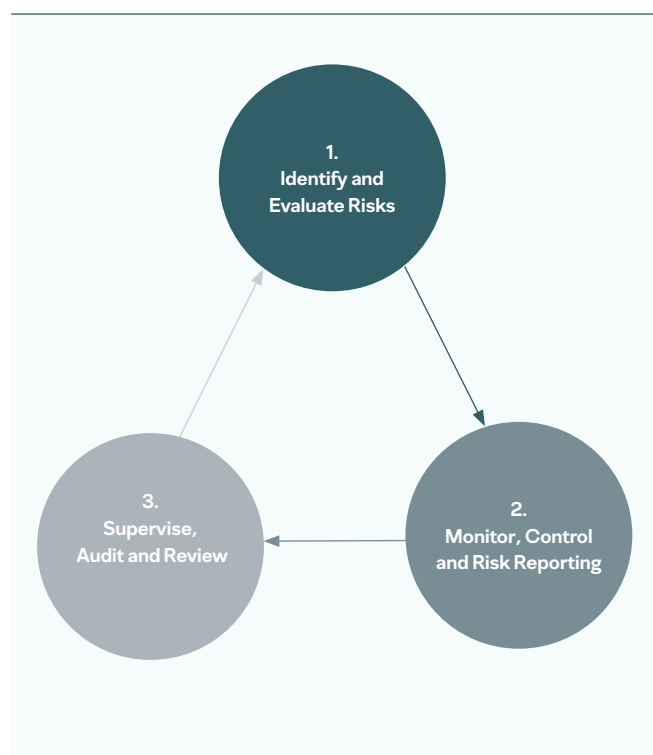 1.
Identify and
Evaluate Risks
2.
Monitor, Control
and Risk Reporting
3.
Supervise,
Audit and Review